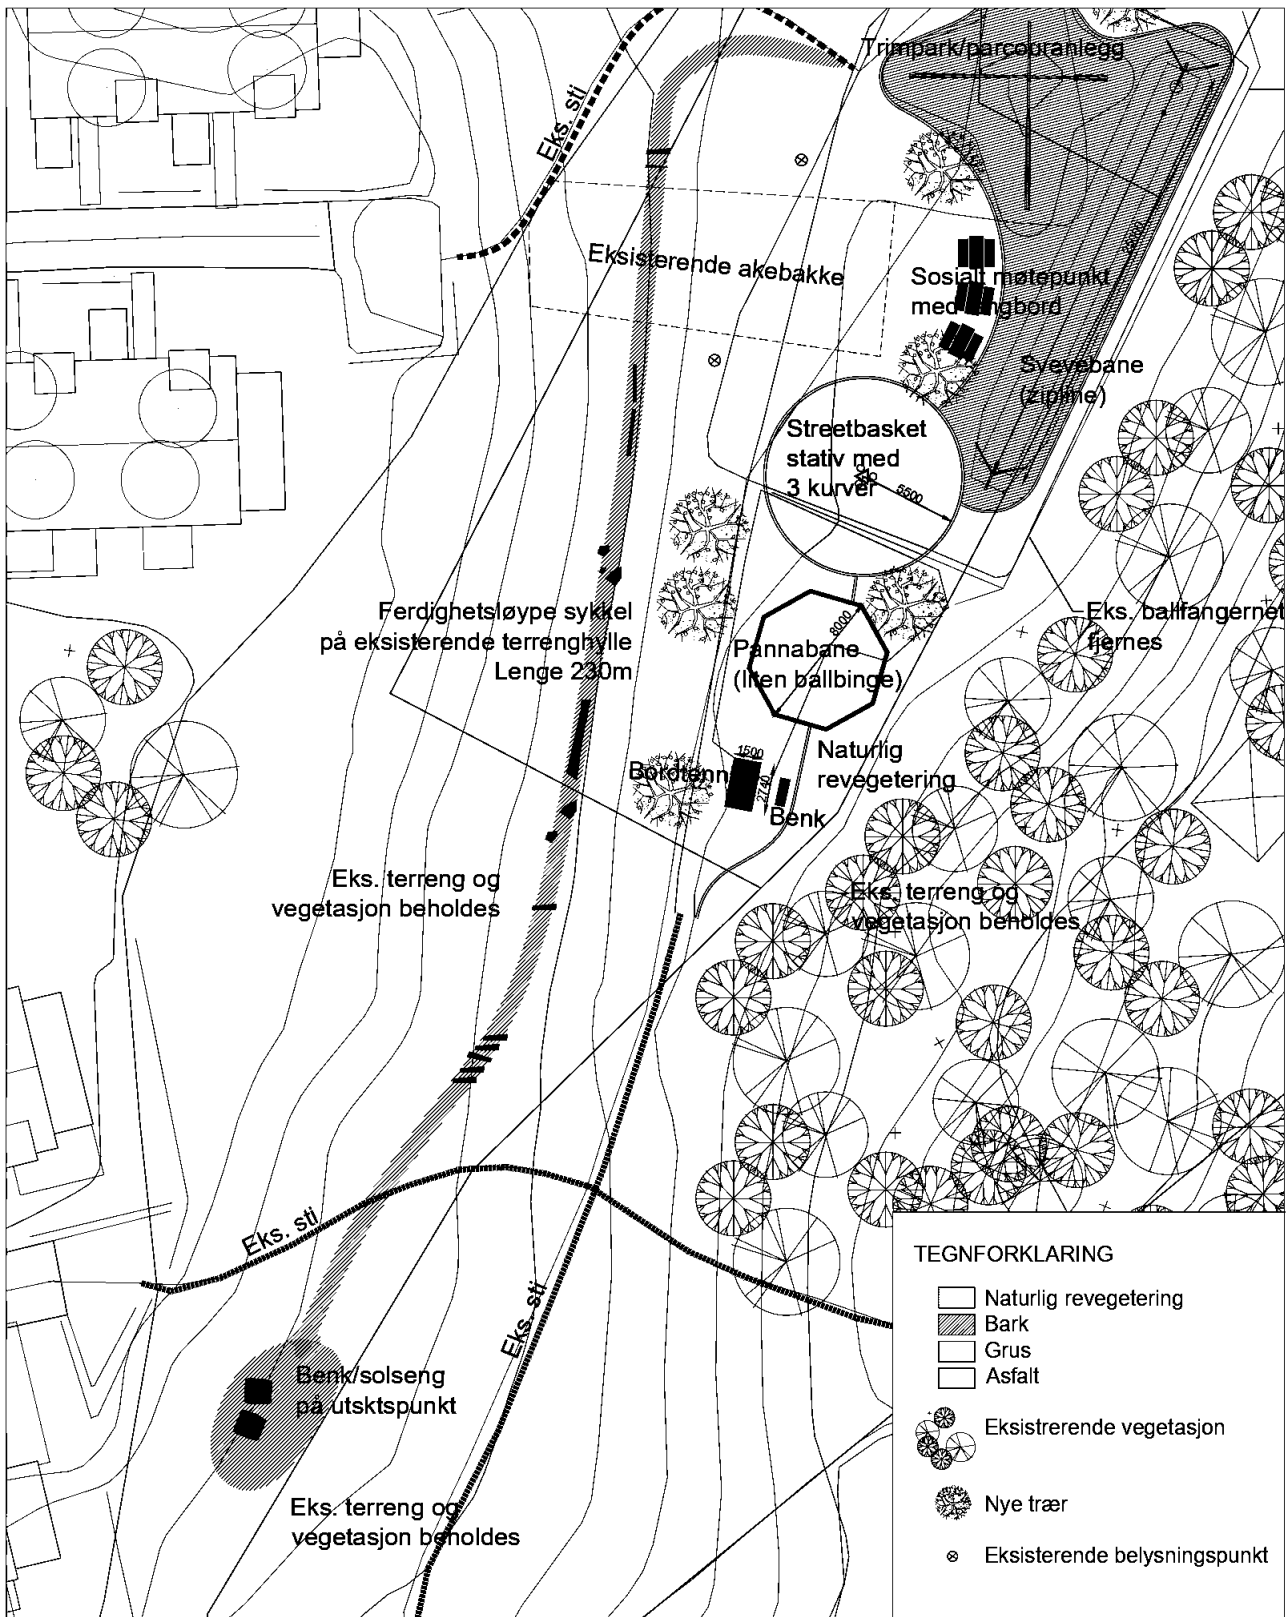 Trimpark/parcouranlegg
Eks. sti
Eksisterende akebakke
Sosialt møtepunkt
med langbord
Svevebane
(zipline)
Streetbasket
stativ med
3 kurver
5500
Ferdighetsløype sykkel
på eksisterende terrenghylle
Lenge 230m
Eks. ballfangernet
fjernes
8000
Pannabane
(liten ballbinge)
1500
Bordtenn
2740
Benk
Naturlig
revegetering
Eks. terreng og
vegetasjon beholdes
Eks. terreng og
vegetasjon beholdes
Eks. sti
Eks. sti
Benk/solseng
på utsktspunkt
Eks. terreng og
vegetasjon beholdes
TEGNFORKLARING
Naturlig revegetering
Bark
Grus
Asfalt
Eksistrerende vegetasjon
Nye trær
Eksisterende belysningspunkt